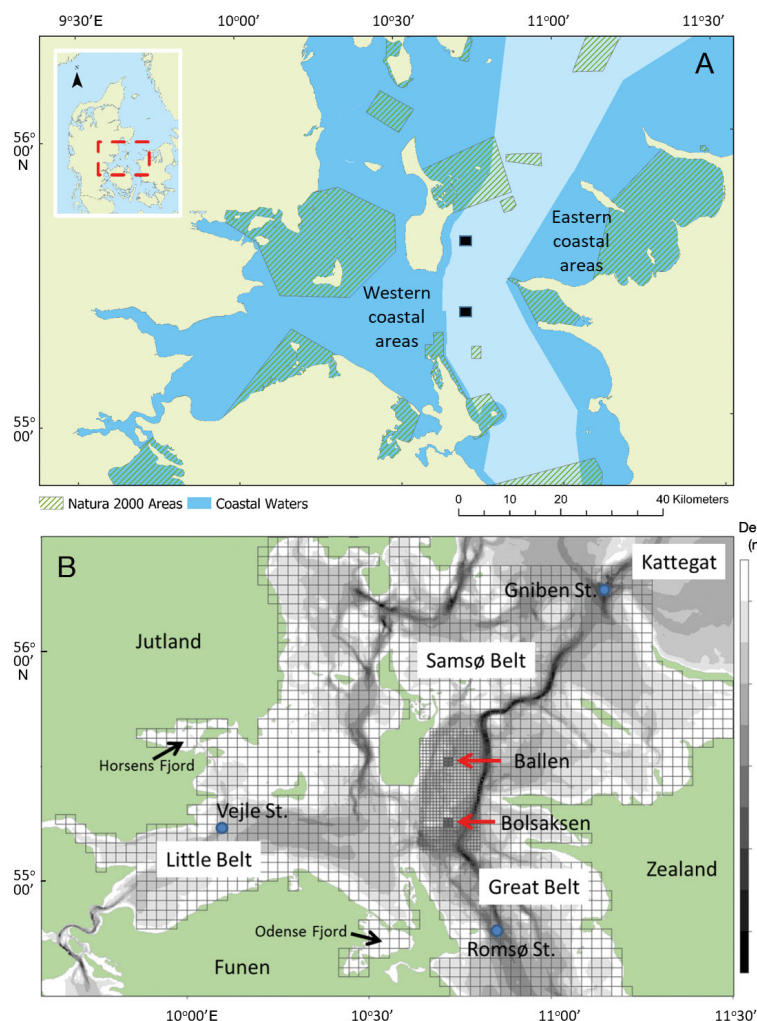 9°30’E 10°00’ 10°30’ 11°00’ 11°30’
A
N
56°
00’
N
Eastern
coastal
areas
Western
coastal
areas
55°
00’
Natura 2000 Areas Coastal Waters
0 10 20 40 Kilometers
De
(m
B
Kattegat
Gniben St.
Jutland
56°
00’
N
Samsø Belt
Horsens Fjord
Ballen
Vejle St.
Bolsaksen
Little Belt
Zealand
55°
00’
Great Belt
Odense Fjord
Romsø St.
Funen
10°00’E 10°30’ 11°00’ 11°30’